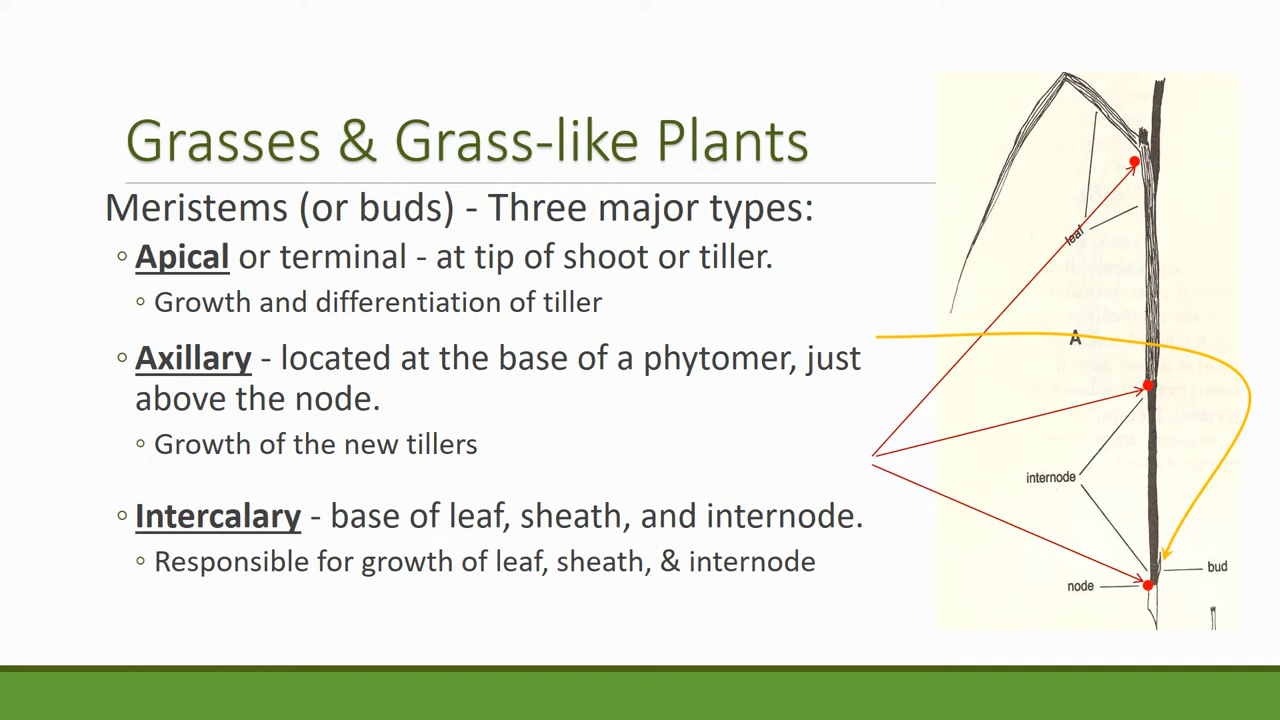 Grasses & Grass-like Plants
Meristems (or buds) - Three major types:
◦ Apical or terminal - at tip of shoot or tiller.
◦ Growth and differentiation of tiller
◦ Axillary - located at the base of a phytomer, just
above the node.
◦ Growth of the new tillers
◦ Intercalary - base of leaf, sheath, and internode.
◦ Responsible for growth of leaf, sheath, & internode
leaf
A
internode
bud
node